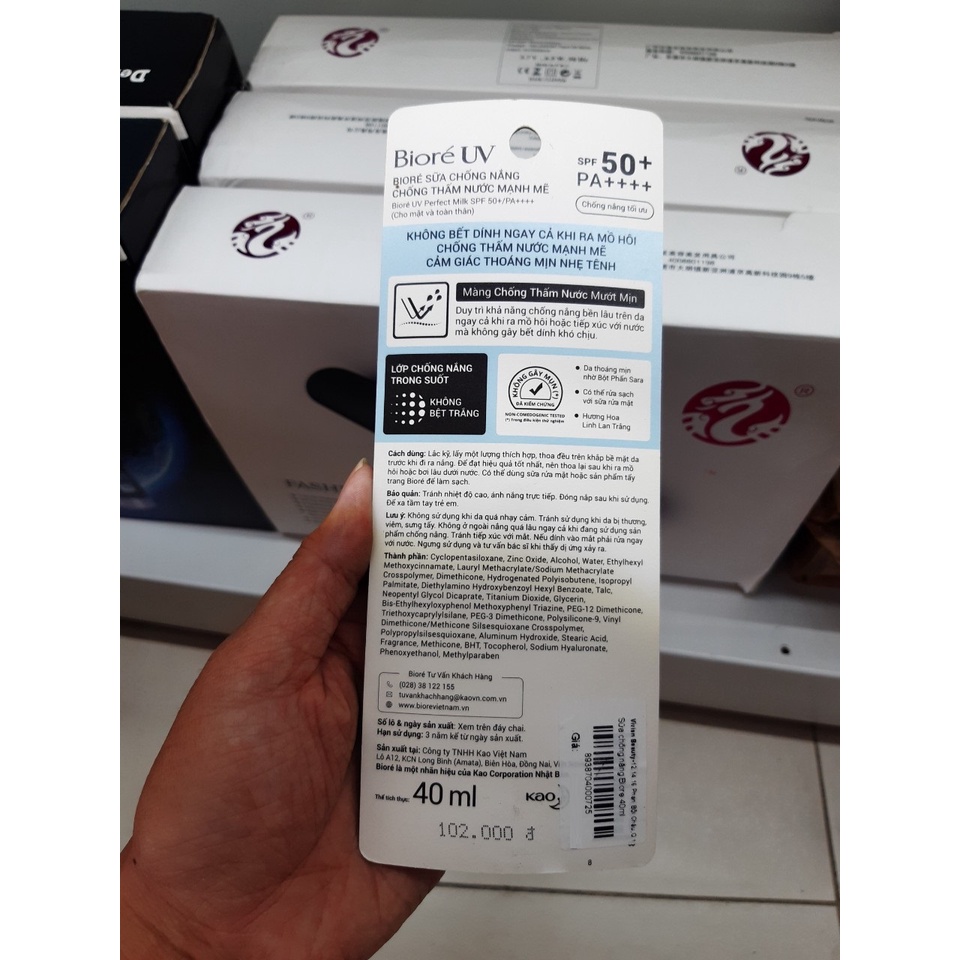 Bioré UV
SPF 50+
PA++++
Chống nắng tối ưu
BIORÉ SỮA CHỐNG NẮNG
CHỐNG THẤM NƯỚC MẠNH MẼ
Bioré UV Perfect Milk SPF 50+/PA++++
(Cho mặt và toàn thân)
KHÔNG BẾT DÍNH NGAY CẢ KHI RA MỒ HÔI
CHỐNG THẤM NƯỚC MẠNH MẼ
CẢM GIÁC THOÁNG MỊN NHẸ TÊNH
Màng Chống Thấm Nước Mướt Mịn
Duy trì khả năng chống nắng bền lâu trên da
ngay cả khi ra mồ hôi hoặc tiếp xúc với nước
mà không gây bết dính khó chịu.
LỚP CHỐNG NẮNG
TRONG SUỐT
KHÔNG
BỆT TRẮNG
KHÔNG GÂY MỤN (*)
ĐÃ KIỂM CHỨNG
NON-COMEDOGENIC TESTED
(*) Trong điều kiện thử nghiệm
• Da thoáng mịn
nhờ Bột Phấn Sara
• Có thể rửa sạch
với sữa rửa mặt
• Hương Hoa
Linh Lan Trắng
Cách dùng: Lắc kỹ, lấy một lượng thích hợp, thoa đều trên khắp bề mặt da
trước khi đi ra nắng. Để đạt hiệu quả tốt nhất, nên thoa lại sau khi ra mồ
hôi hoặc bơi lâu dưới nước. Có thể dùng sữa rửa mặt hoặc sản phẩm tẩy
trang Bioré để làm sạch.
Bảo quản: Tránh nhiệt độ cao, ánh nắng trực tiếp. Đóng nắp sau khi sử dụng.
Để xa tầm tay trẻ em.
Lưu ý: Không sử dụng khi da quá nhạy cảm. Tránh sử dụng khi da bị thương,
viêm, sưng tấy. Không ở ngoài nắng quá lâu ngay cả khi đang sử dụng sản
phẩm chống nắng. Tránh tiếp xúc với mắt. Nếu dính vào mắt phải rửa ngay
với nước. Ngưng sử dụng và tư vấn bác sĩ khi thấy dị ứng xảy ra.
Thành phần: Cyclopentasiloxane, Zinc Oxide, Alcohol, Water, Ethylhexyl
Methoxycinnamate, Lauryl Methacrylate/Sodium Methacrylate
Crosspolymer, Dimethicone, Hydrogenated Polyisobutene, Isopropyl
Palmitate, Diethylamino Hydroxybenzoyl Hexyl Benzoate, Talc,
Neopentyl Glycol Dicaprate, Titanium Dioxide, Glycerin,
Bis-Ethylhexyloxyphenol Methoxyphenyl Triazine, PEG-12 Dimethicone,
Triethoxycaprylylsilane, PEG-3 Dimethicone, Polysilicone-9, Vinyl
Dimethicone/Methicone Silsesquioxane Crosspolymer,
Polypropylsilsesquioxane, Aluminum Hydroxide, Stearic Acid,
Fragrance, Methicone, BHT, Tocopherol, Sodium Hyaluronate,
Phenoxyethanol, Methylparaben
Bioré Tư Vấn Khách Hàng
(028) 38 122 155
tuvankhachhang@kaovn.com.vn
www.biorevietnam.vn
Số lô & ngày sản xuất: Xem trên đáy chai.
Hạn sử dụng: 3 năm kể từ ngày sản xuất.
Sản xuất tại: Công ty TNHH Kao Việt Nam
Lô A12, KCN Long Bình (Amata), Biên Hòa, Đồng Nai, Vi
Bioré là một nhãn hiệu của Kao Corporation Nhật B
Thể tích thực: 40 ml
Kao
102.000 đ
Sữa chống nắng Biore 40ml
8938704000725
Giá: